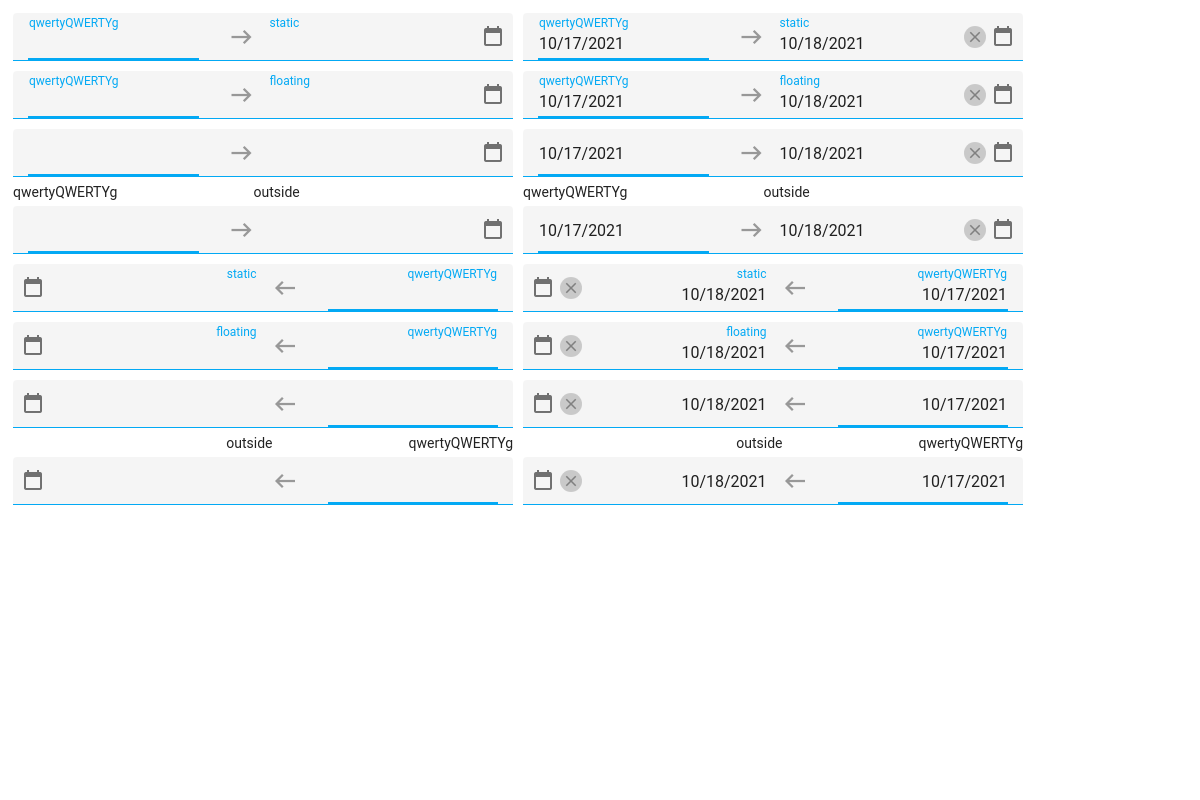 qwertyQWERTYg static qwertyQWERTYg static
10/17/2021 10/18/2021
qwertyQWERTYg floating qwertyQWERTYg floating
10/17/2021 10/18/2021
10/17/2021 10/18/2021
qwertyQWERTYg outside qwertyQWERTYg outside
10/17/2021 10/18/2021
static qwertyQWERTYg static qwertyQWERTYg
10/18/2021 10/17/2021
floating qwertyQWERTYg floating qwertyQWERTYg
10/18/2021 10/17/2021
10/18/2021 10/17/2021
outside qwertyQWERTYg outside qwertyQWERTYg
10/18/2021 10/17/2021